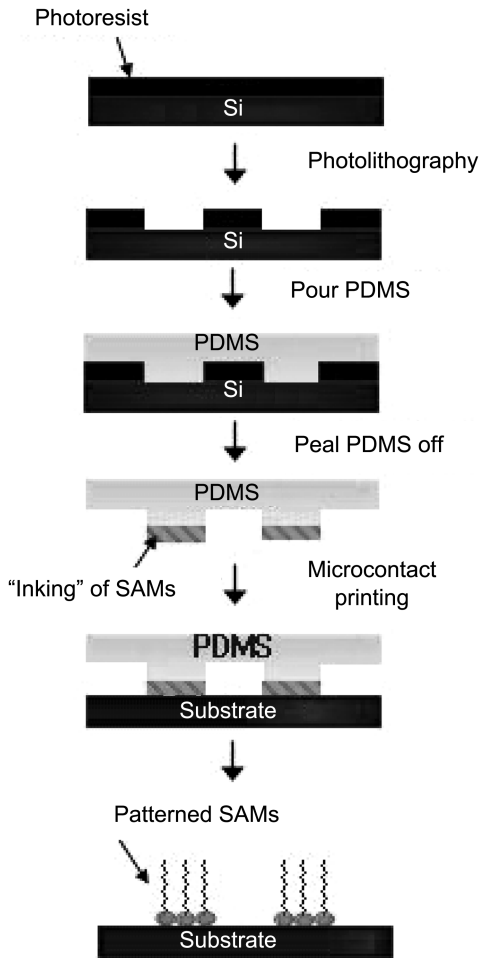 Photoresist
Si
Photolithography
Si
Pour PDMS
PDMS
Si
Peal PDMS off
PDMS
“Inking” of SAMs
Microcontact
printing
PDMS
Substrate
Patterned SAMs
Substrate